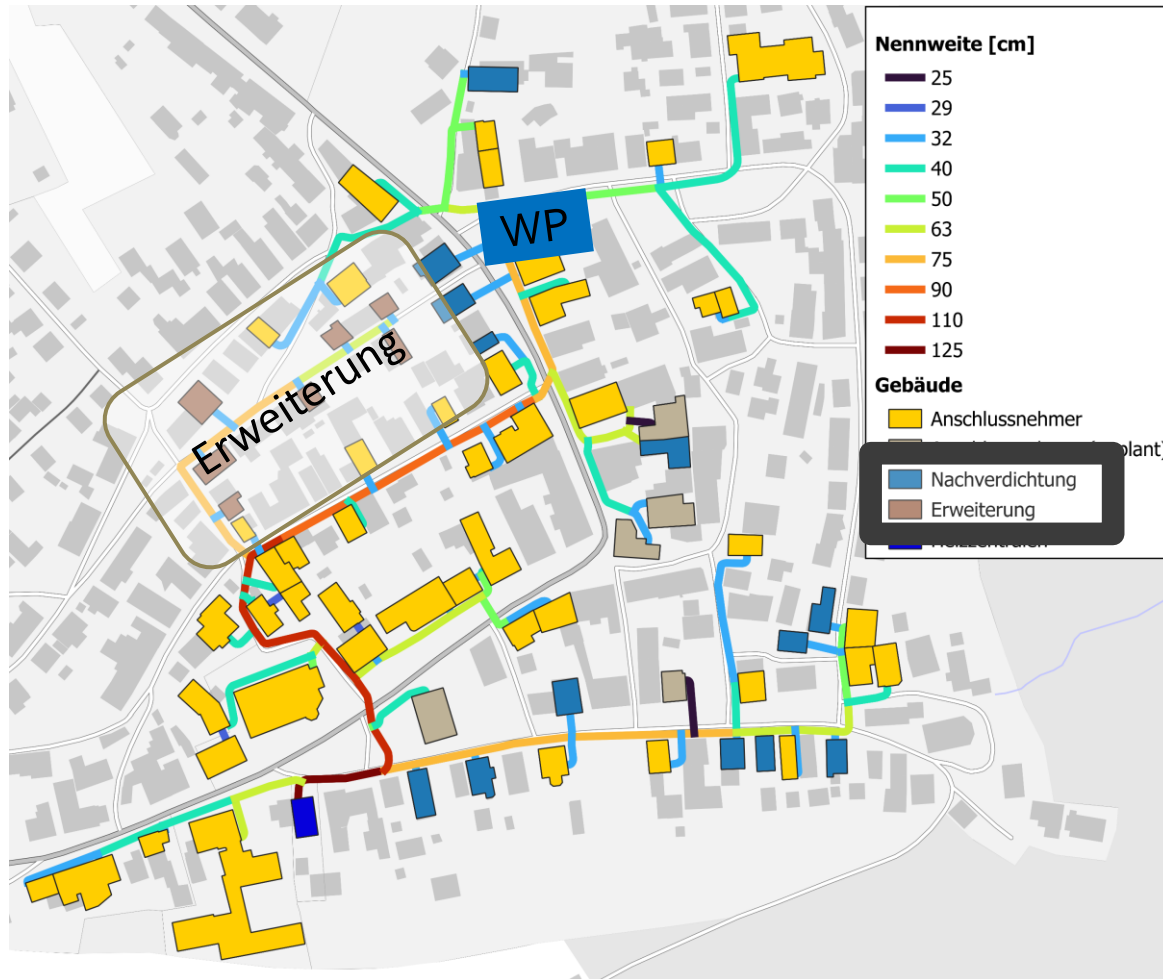 Nennweite [cm]
25
29
32
40
50
63
75
90
110
125
Gebäude
Anschlussnehmer
Nachverdichtung
Erweiterung
WP
Erweiterung